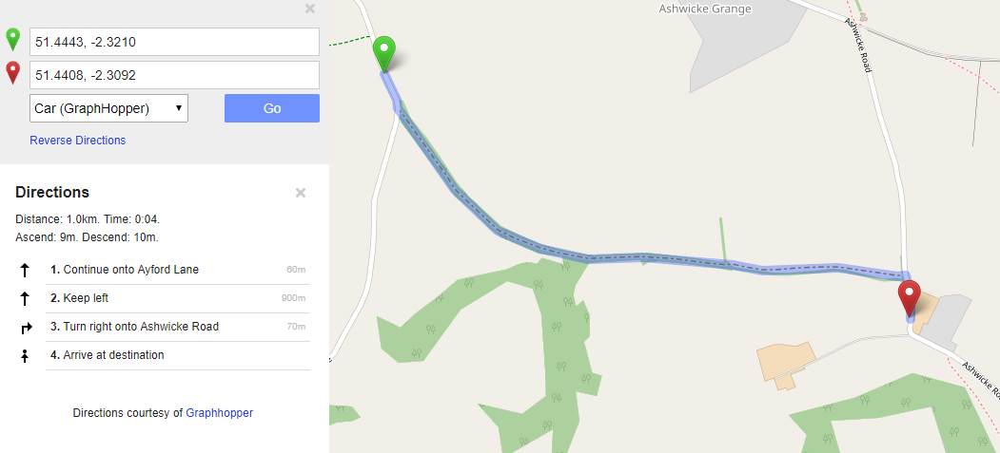 ×
51.4443, -2.3210
51.4408, -2.3092
Car (GraphHopper)
Go
Reverse Directions
Directions
×
Distance: 1.0km. Time: 0:04.
Ascend: 9m. Descend: 10m.
1. Continue onto Ayford Lane 60m
2. Keep left 900m
3. Turn right onto Ashwicke Road 70m
4. Arrive at destination
Directions courtesy of Graphhopper
Ashwicke Grange
Ashwicke Road
Ashwicke Ro